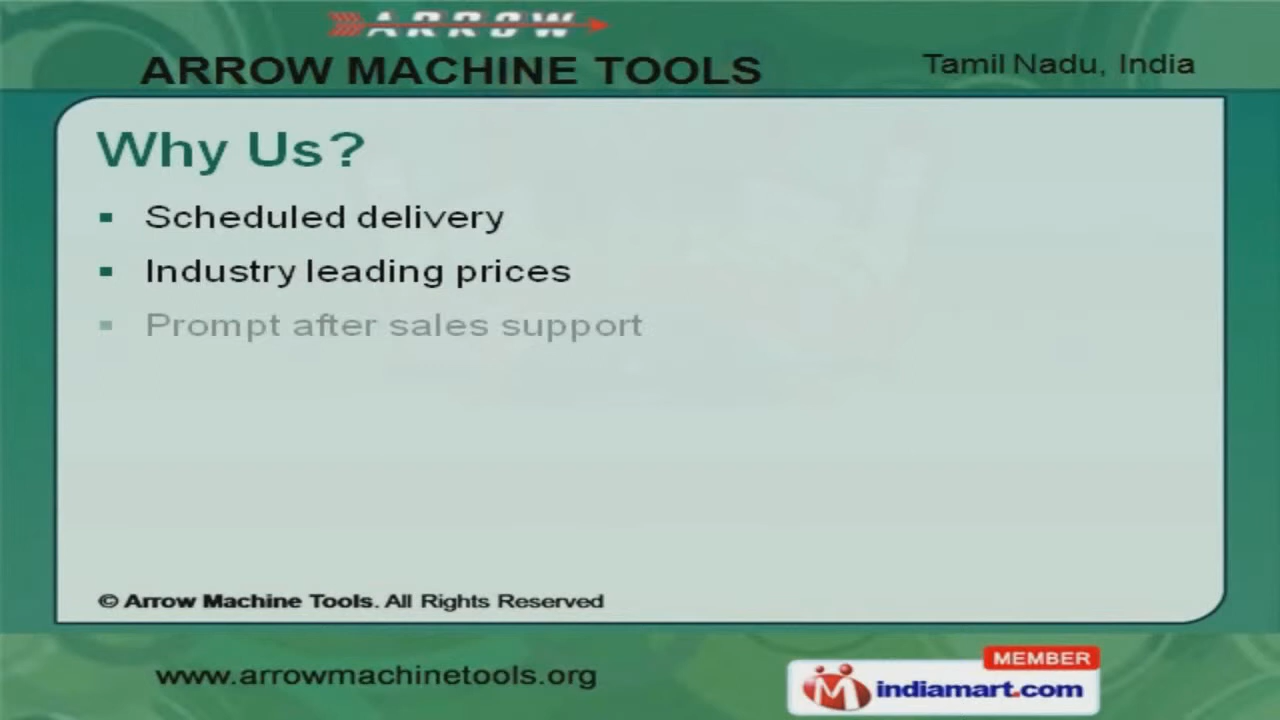 ARROW
ARROW MACHINE TOOLS
Tamil Nadu, India
Why Us?
▪ Scheduled delivery
▪ Industry leading prices
▪ Prompt after sales support
© Arrow Machine Tools. All Rights Reserved
www.arrowmachinetools.org
MEMBER
indiamart.com